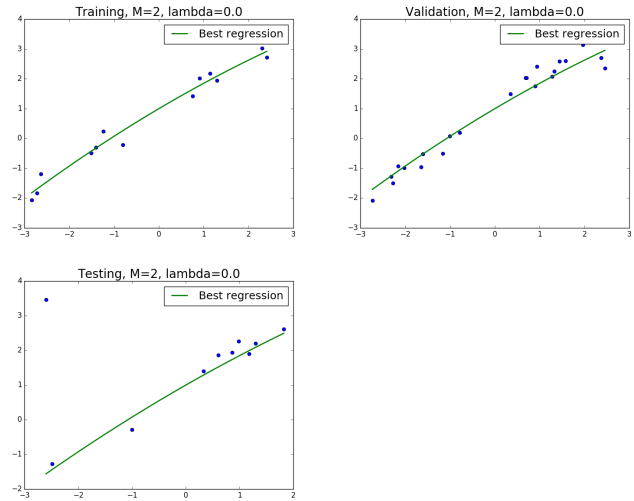 Training, M=2, lambda=0.0
Best regression
4
3
2
1
0
−1
−2
−3
−3 −2 −1 0 1 2 3
Validation, M=2, lambda=0.0
Best regression
4
3
2
1
0
−1
−2
−3
−3 −2 −1 0 1 2 3
Testing, M=2, lambda=0.0
Best regression
4
3
2
1
0
−1
−2
−3 −2 −1 0 1 2